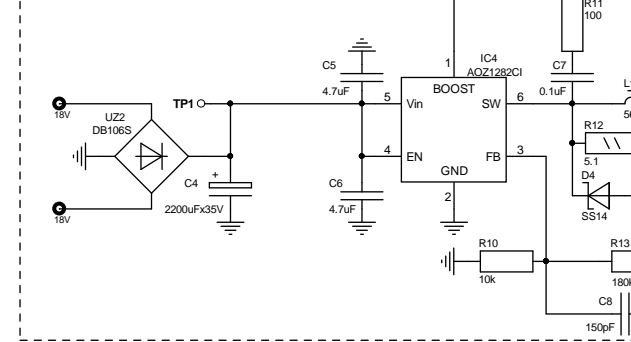 R11
100
IC4
AOZ1282CI
C5
4.7uF
1
BOOST
C7
0.1uF
18V
UZ2
DB106S
TP1
5
Vin
SW
6
R12
5.1
4
EN
FB
3
GND
2
C4
+
2200uFx35V
C6
4.7uF
D4
SS14
18V
R10
10k
R13
C8
150pF